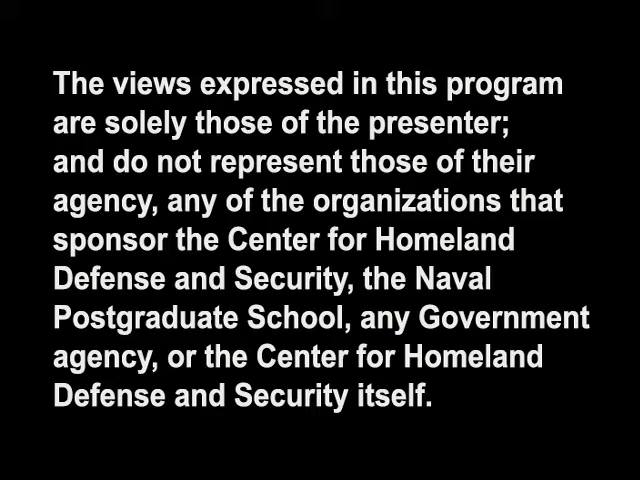 The views expressed in this program
are solely those of the presenter;
and do not represent those of their
agency, any of the organizations that
sponsor the Center for Homeland
Defense and Security, the Naval
Postgraduate School, any Government
agency, or the Center for Homeland
Defense and Security itself.